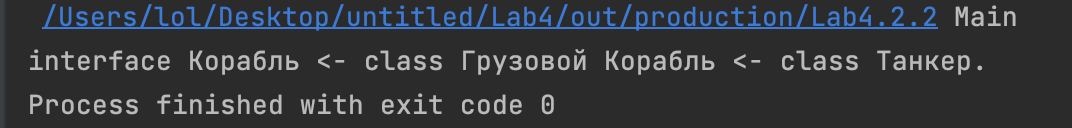 /Users/lol/Desktop/untitled/Lab4/out/production/Lab4.2.2 Main
interface Корабль <- class Грузовой Корабль <- class Танкер.
Process finished with exit code 0